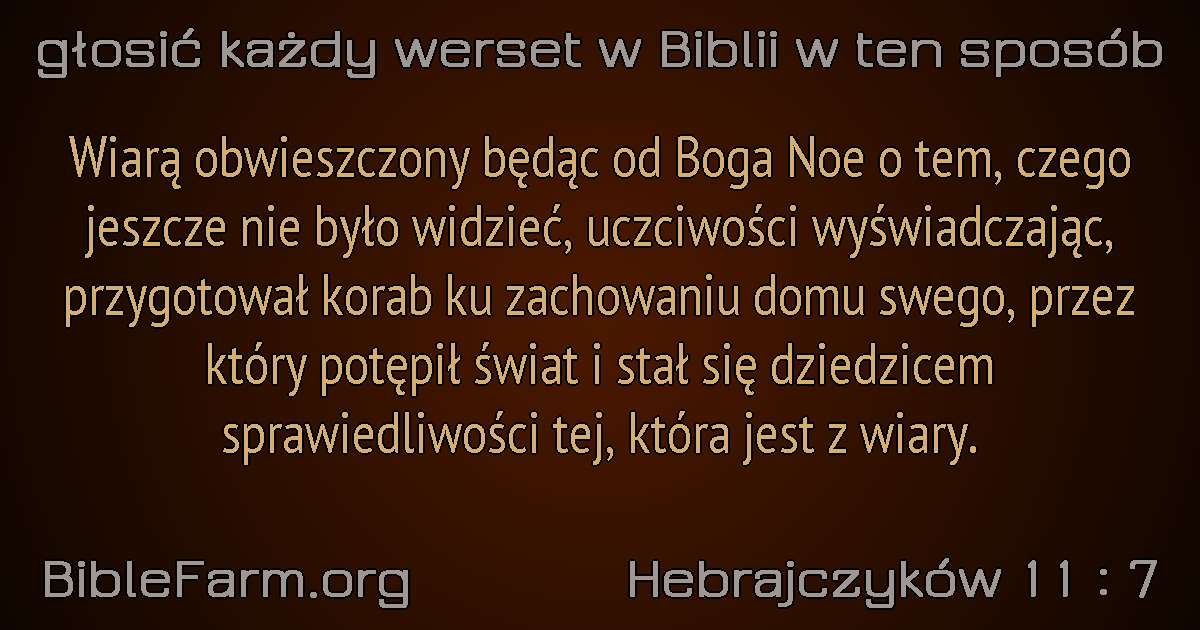 głosić każdy werset w Biblii w ten sposób
Wiarą obwieszczony będąc od Boga Noe o tem, czego
jeszcze nie było widzieć, uczciwości wyświadczając,
przygotował korab ku zachowaniu domu swego, przez
który potępił świat i stał się dziedzicem
sprawiedliwości tej, która jest z wiary.
BibleFarm.org
Hebrajczyków 11 : 7